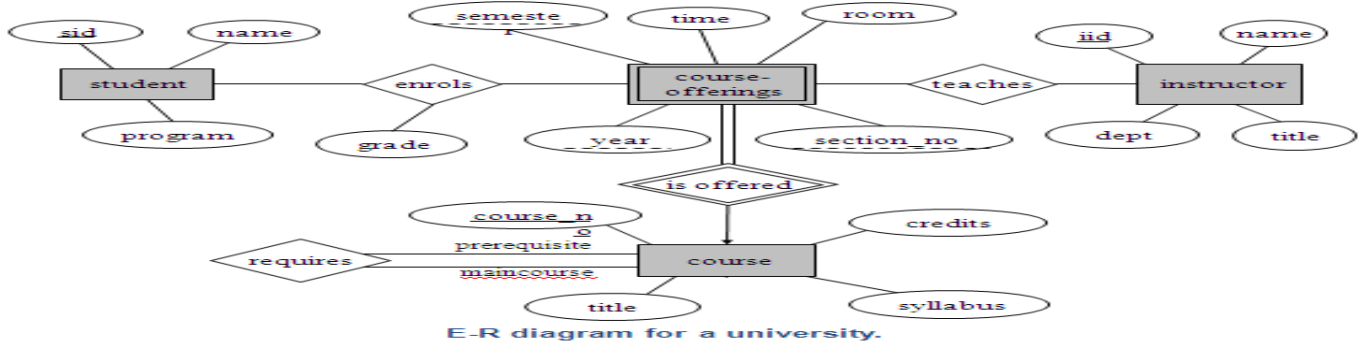 semeste
r
time
room
sid
name
iid
name
student
enrols
course-
offerings
teaches
instructor
program
grade
year
section_no
dept
title
is offered
course_n
o
credits
prerequisite
requires
course
maincourse
title
syllabus
E-R diagram for a university.